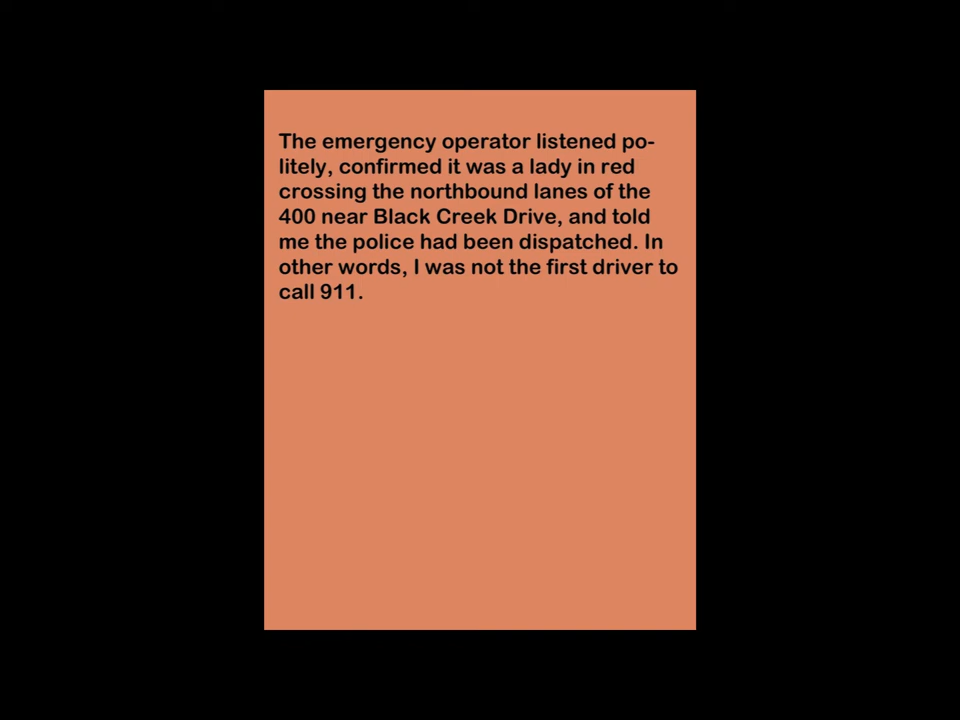 The emergency operator listened po-
litely, confirmed it was a lady in red
crossing the northbound lanes of the
400 near Black Creek Drive, and told
me the police had been dispatched. In
other words, I was not the first driver to
call 911.